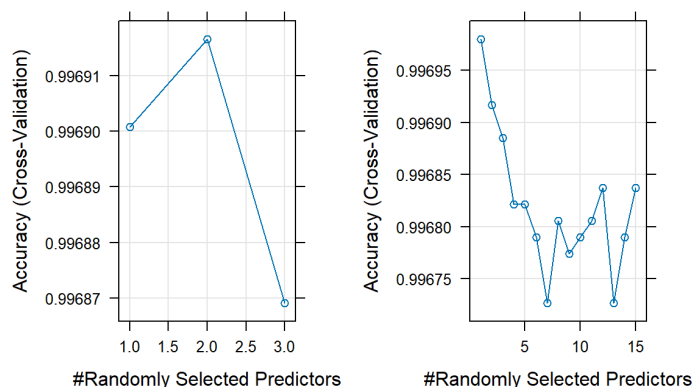 Accuracy (Cross-Validation)
0.99691
0.99690
0.99689
0.99688
0.99687
1.0 1.5 2.0 2.5 3.0
#Randomly Selected Predictors
Accuracy (Cross-Validation)
0.99695
0.99690
0.99685
0.99680
0.99675
5 10 15
#Randomly Selected Predictors